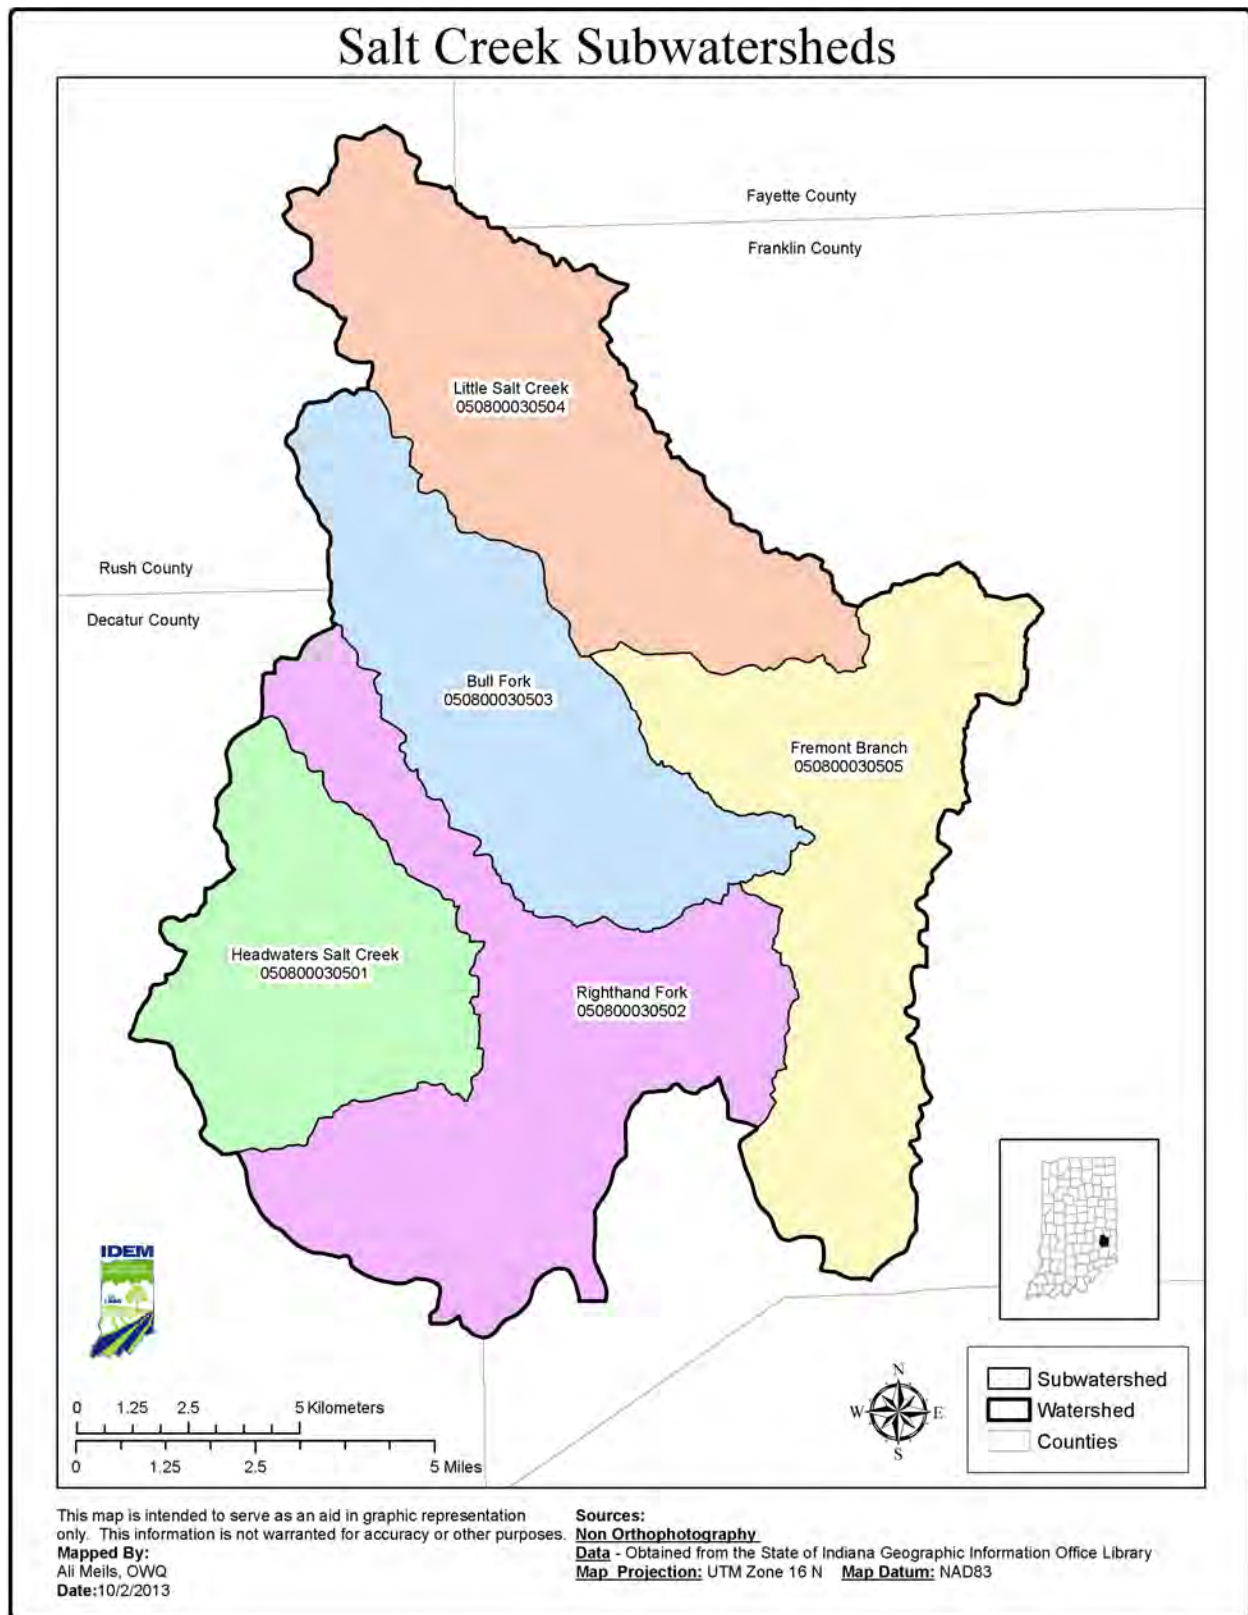 Salt Creek Subwatersheds
Fayette County
Franklin County
Little Salt Creek
050800030504
Rush County
Decatur County
Bull Fork
050800030503
Fremont Branch
050800030505
Headwaters Salt Creek
050800030501
Righthand Fork
050800030502
IDEM
0 1.25 2.5 5 Kilometers
0 1.25 2.5 5 Miles
N
W E
S
Subwatershed
Watershed
Counties
This map is intended to serve as an aid in graphic representation
only. This information is not warranted for accuracy or other purposes.
Mapped By:
Ali Meils, OWQ
Date:10/2/2013
Sources:
Non Orthophotography
Data - Obtained from the State of Indiana Geographic Information Office Library
Map Projection: UTM Zone 16 N Map Datum: NAD83